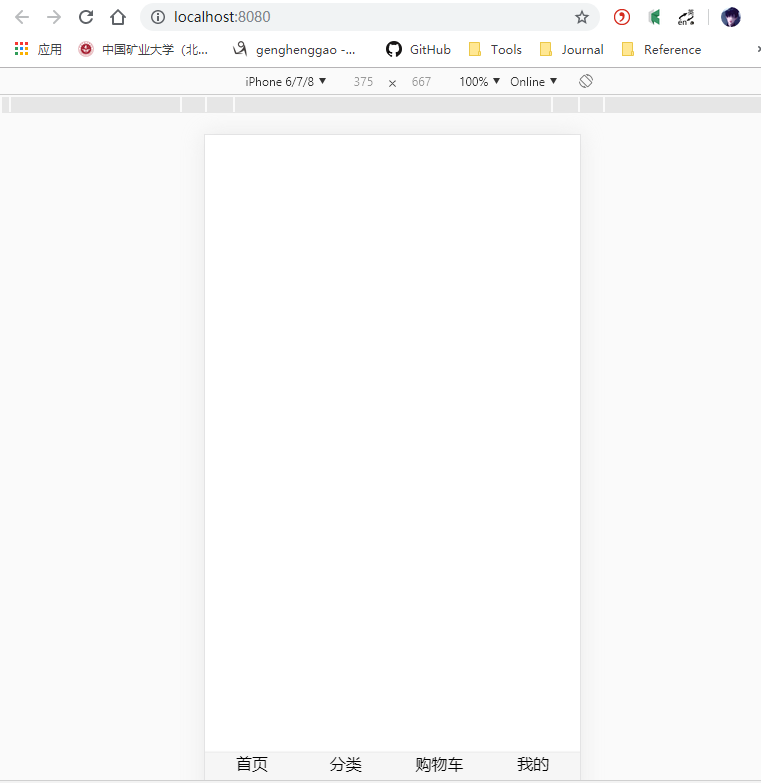 localhost:8080
应用 中国矿业大学（北... genghenggao -... GitHub Tools Journal Reference
iPhone 6/7/8 375 × 667 100% Online
首页 分类 购物车 我的